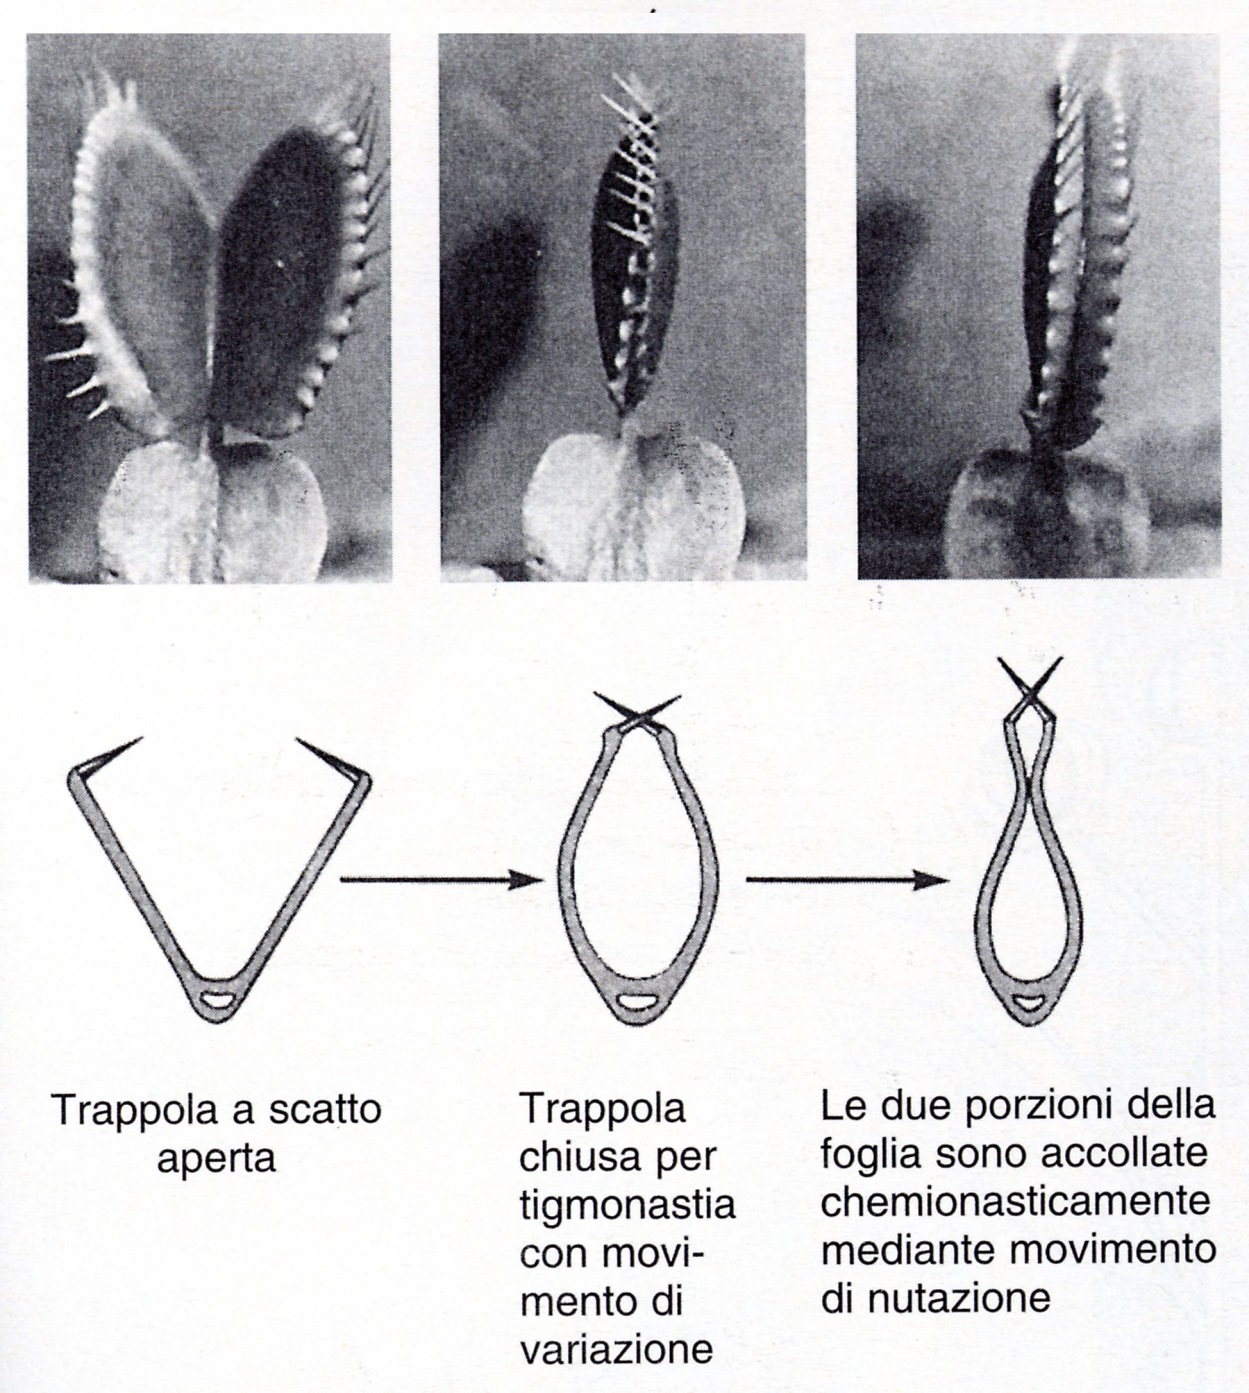 Trappola a scatto
aperta
Trappola
chiusa per
tigmonastia
con movi-
mento di
variazione
Le due porzioni della
foglia sono accollate
chemionasticamente
mediante movimento
di nutazione